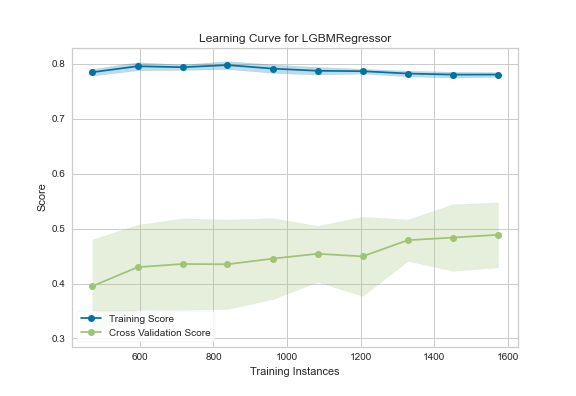 Learning Curve for LGBMRegressor
0.8
0.7
0.6
0.5
0.4
0.3
Score
Training Score
Cross Validation Score
600
800
1000
1200
1400
1600
Training Instances